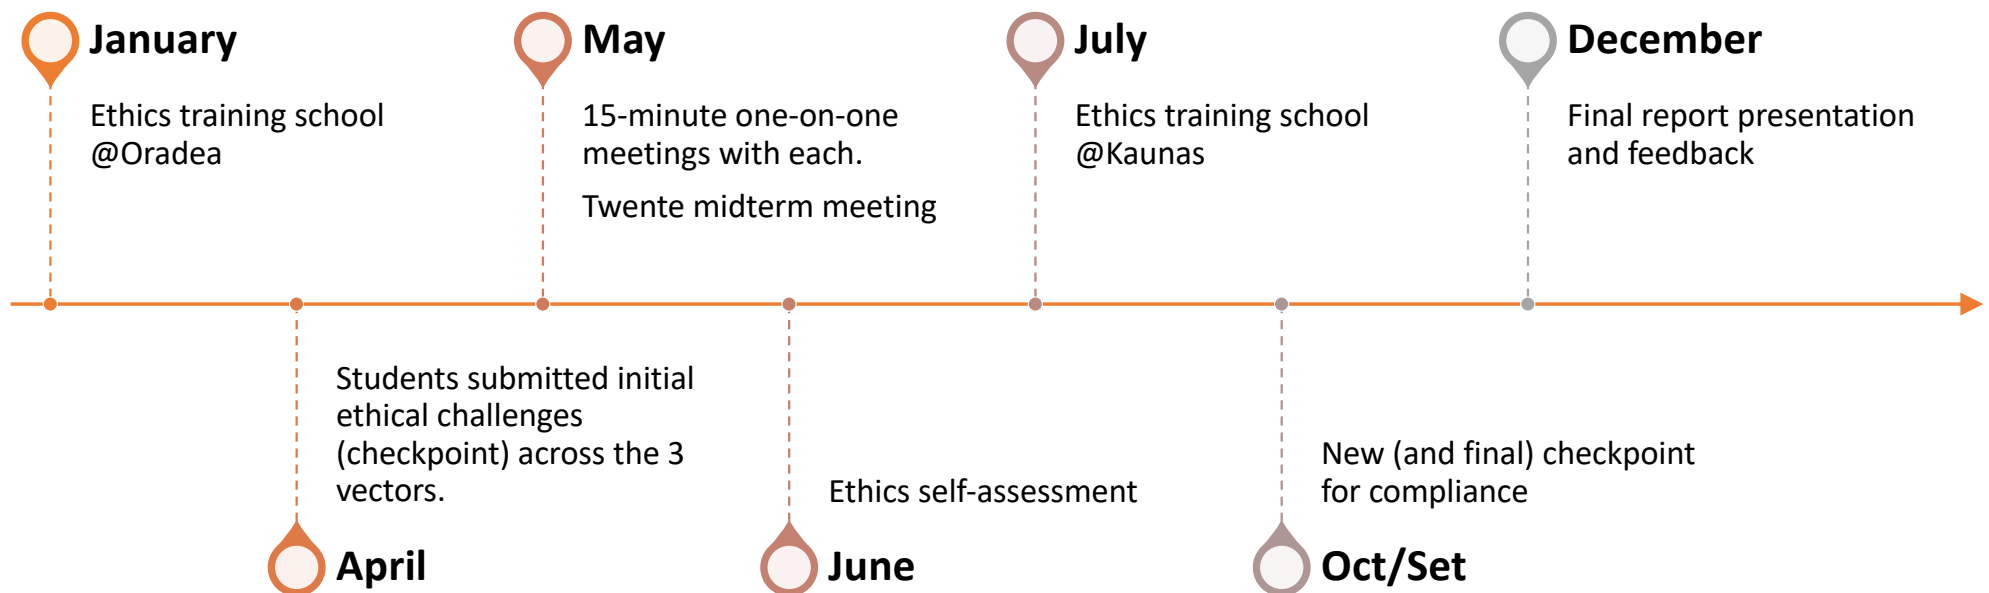 January
Ethics training school
@Oradea
May
15-minute one-on-one
meetings with each.
Twente midterm meeting
July
Ethics training school
@Kaunas
December
Final report presentation
and feedback
Students submitted initial
ethical challenges
(checkpoint) across the 3
vectors.
April
Ethics self-assessment
June
New (and final) checkpoint
for compliance
Oct/Set